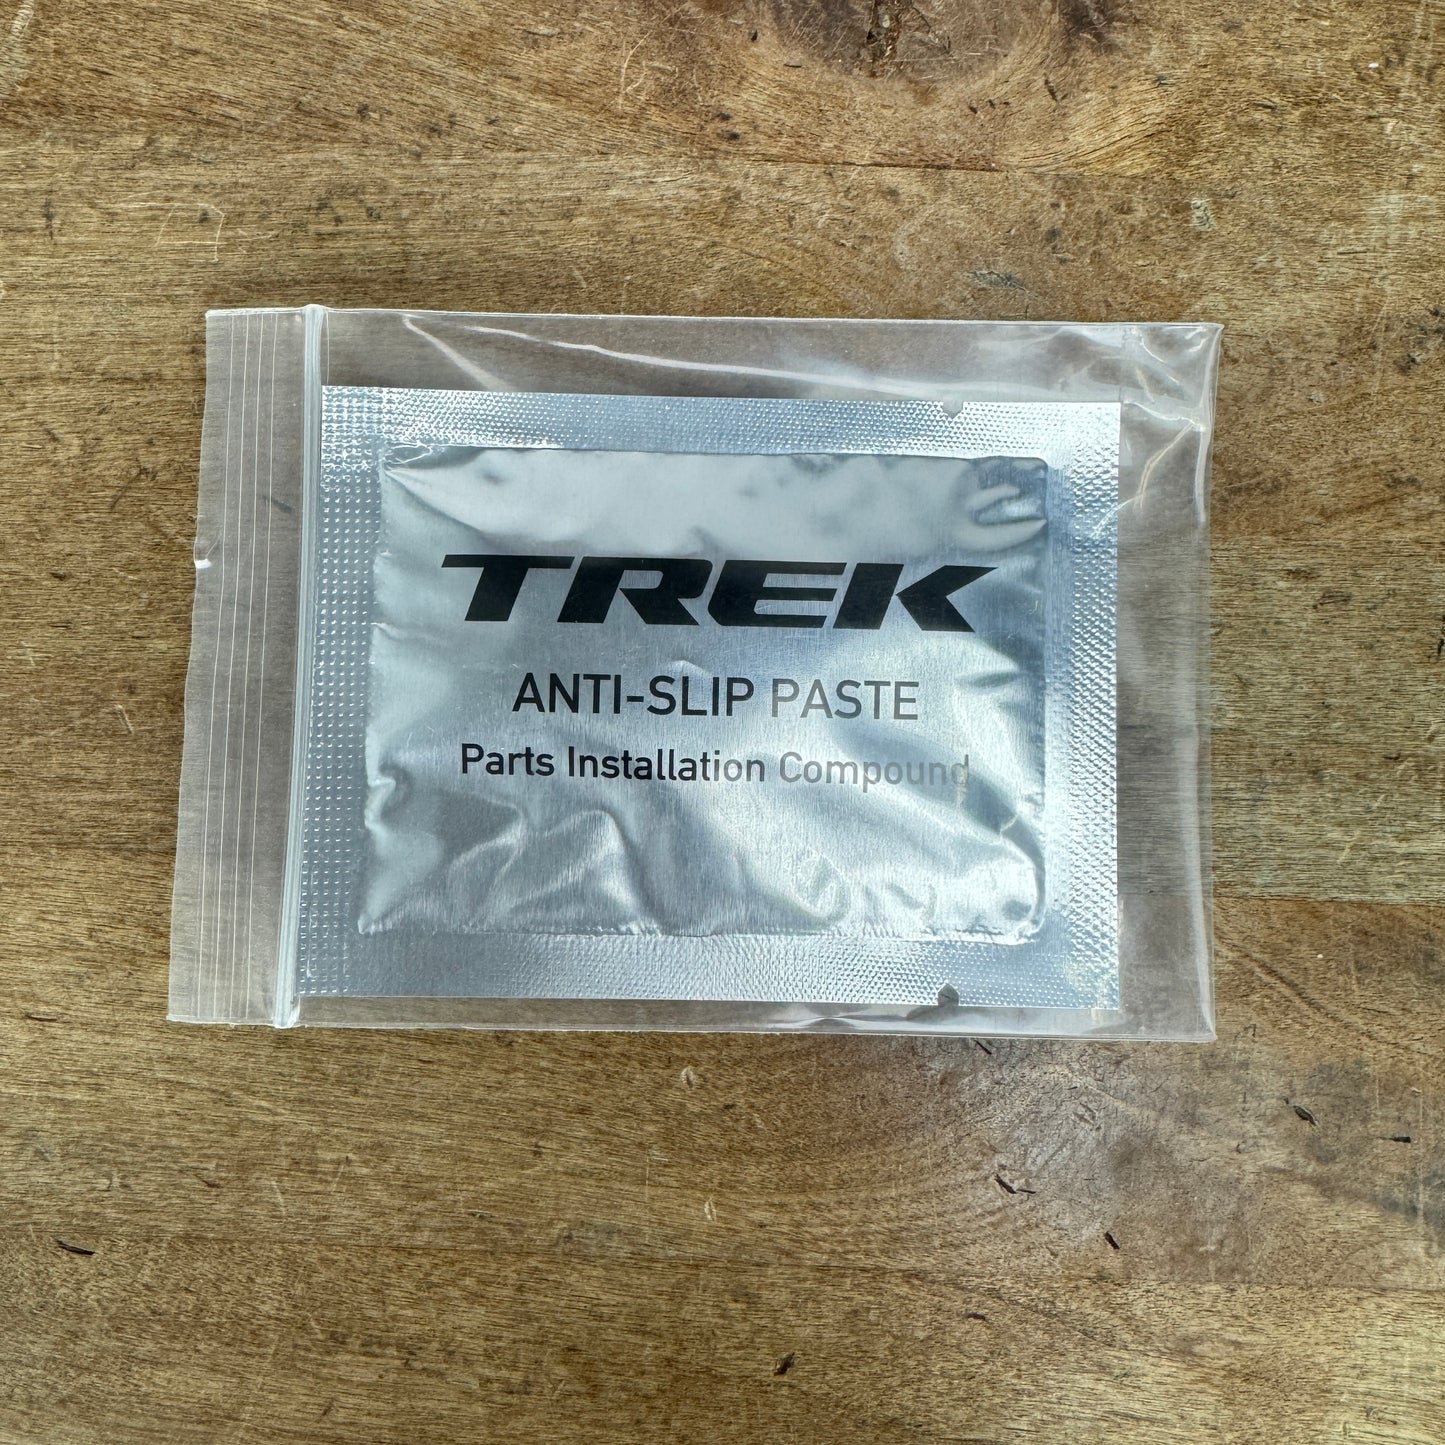 TREK
ANTI-SLIP PASTE
Parts Installation Compound